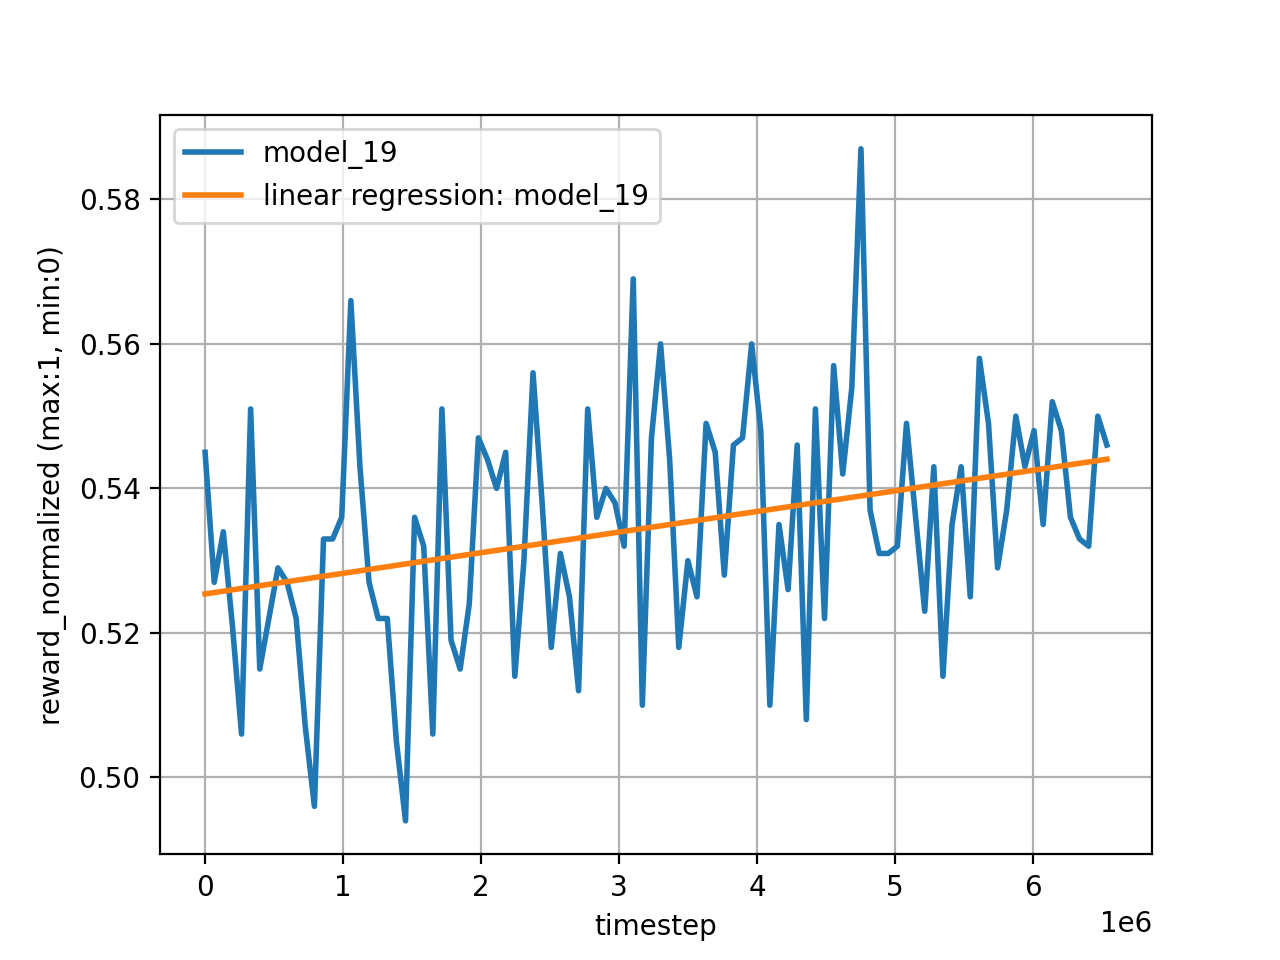 model_19
linear regression: model_19
reward_normalized (max:1, min:0)
0.58
0.56
0.54
0.52
0.50
0 1 2 3 4 5 6
1e6
timestep